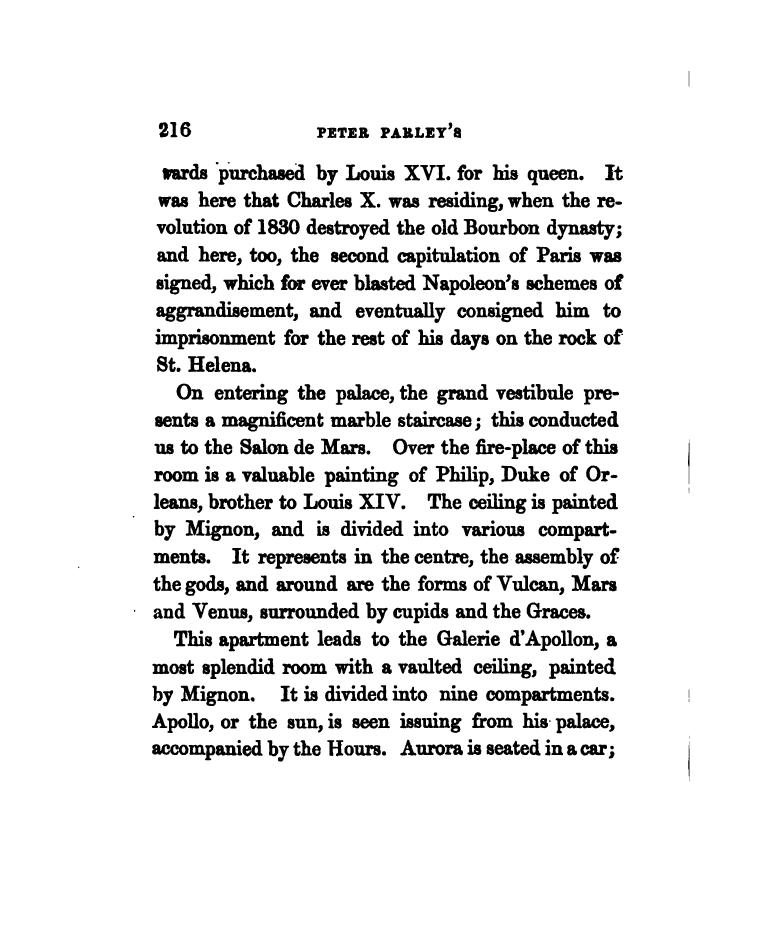 216 PETER PARLEY'S
wards purchased by Louis XVI. for his queen. It
was here that Charles X. was residing, when the re-
volution of 1830 destroyed the old Bourbon dynasty;
and here, too, the second capitulation of Paris was
signed, which for ever blasted Napoleon's schemes of
aggrandisement, and eventually consigned him to
imprisonment for the rest of his days on the rock of
St. Helena.
On entering the palace, the grand vestibule pre-
sents a magnificent marble staircase; this conducted
us to the Salon de Mars. Over the fire-place of this
room is a valuable painting of Philip, Duke of Or-
leans, brother to Louis XIV. The ceiling is painted
by Mignon, and is divided into various compart-
ments. It represents in the centre, the assembly of
the gods, and around are the forms of Vulcan, Mars
and Venus, surrounded by cupids and the Graces.
This apartment leads to the Galerie d'Apollon, a
most splendid room with a vaulted ceiling, painted
by Mignon. It is divided into nine compartments.
Apollo, or the sun, is seen issuing from his palace,
accompanied by the Hours. Aurora is seated in a car;